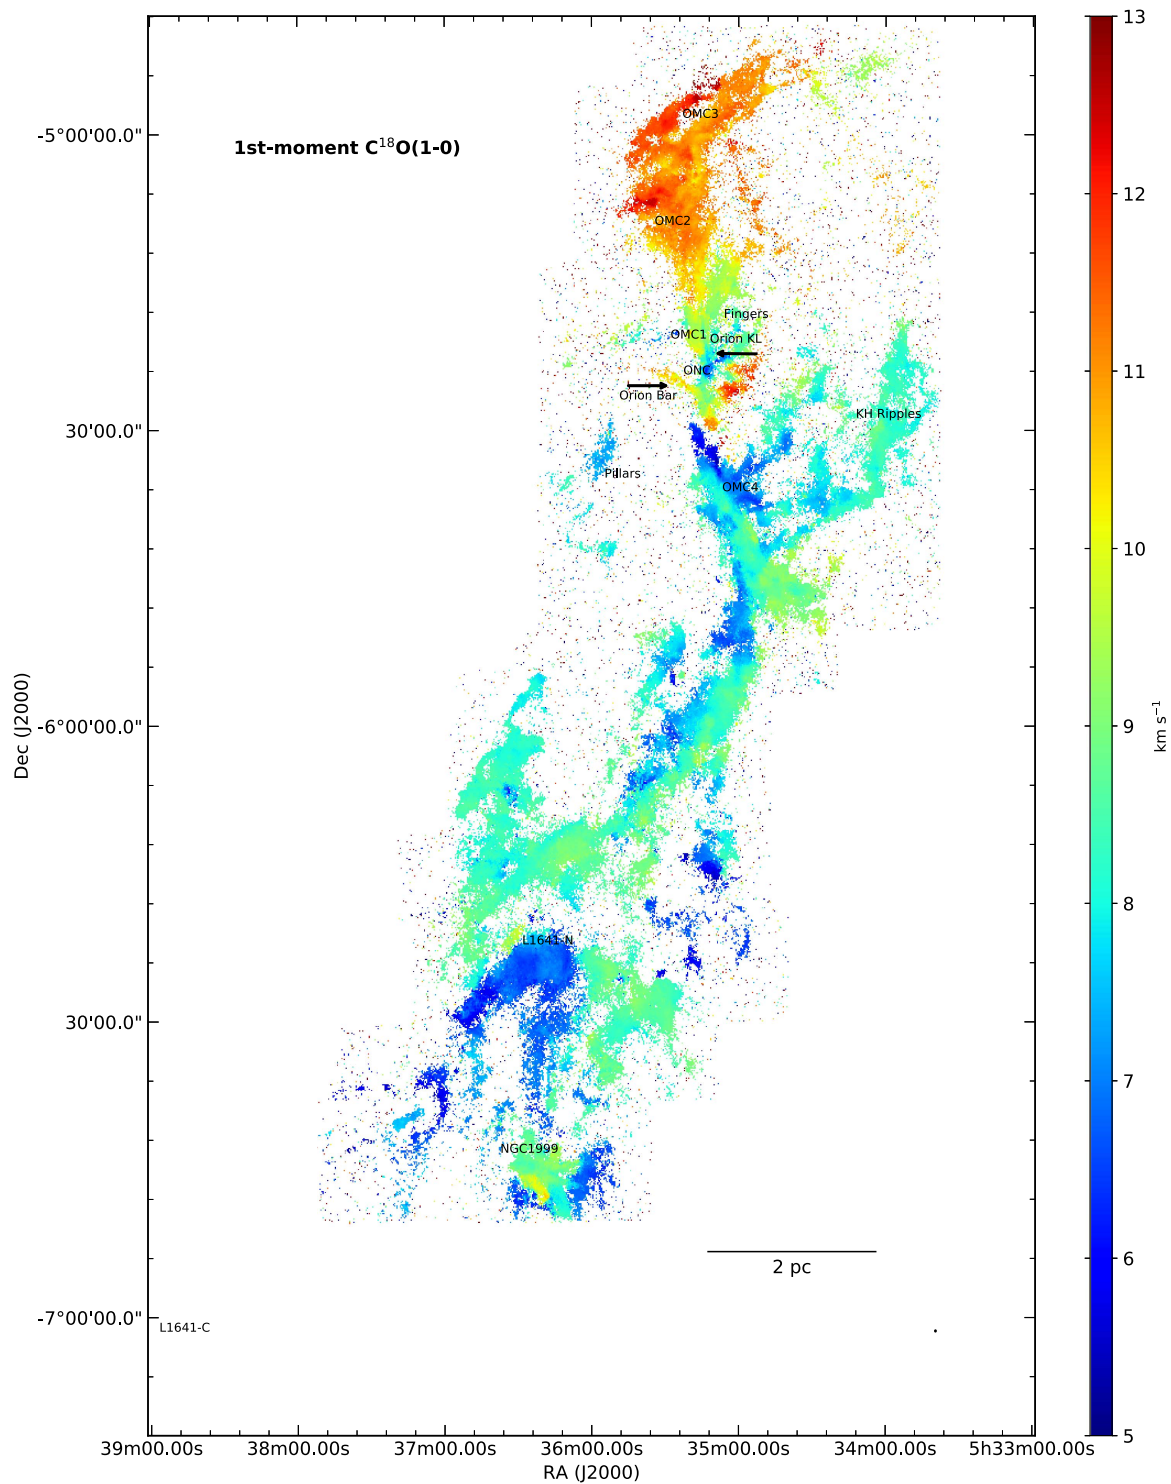 13
OMC3
-5°00'00.0"
1st-moment C¹⁸O(1-0)
12
OMC2
11
Fingers
OMC1
Orion KL
ONC
Orion Bar
KH Ripples
30'00.0"
Pillars
OMC4
10
Dec (J2000)
-6°00'00.0"
9
km s⁻¹
8
L1641-N
30'00.0"
7
NGC1999
6
2 pc
-7°00'00.0"
L1641-C
5
39m00.00s 38m00.00s 37m00.00s 36m00.00s 35m00.00s 34m00.00s 5h33m00.00s
RA (J2000)